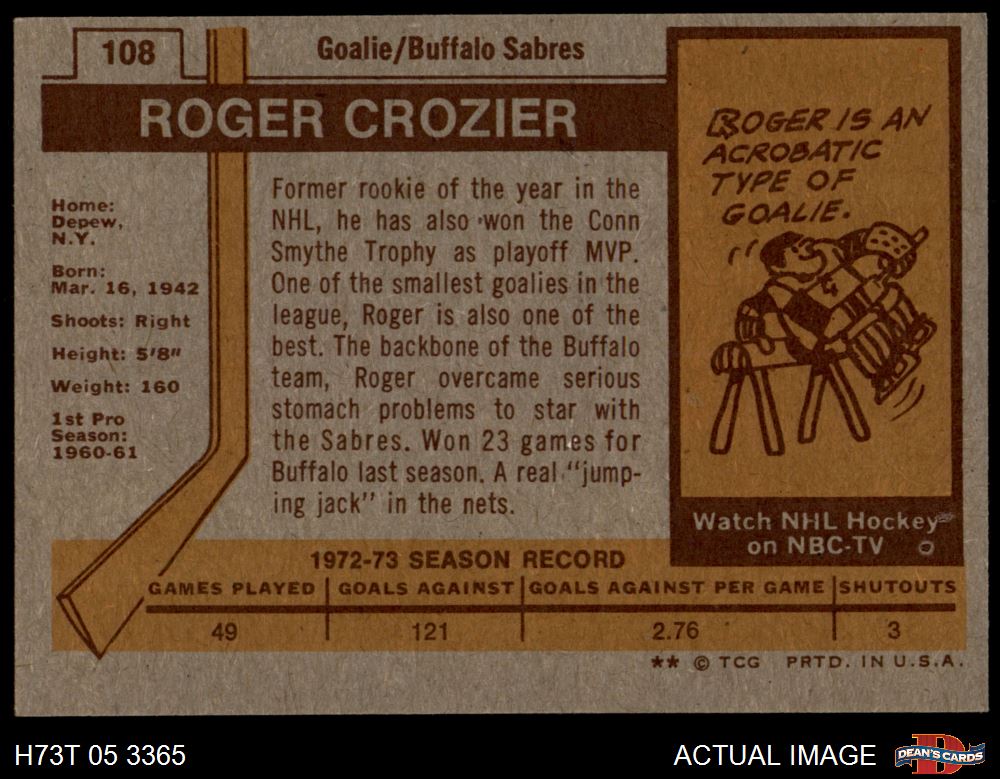 108
Goalie/Buffalo Sabres
ROGER CROZIER
Home:
Depew,
N.Y.
Born:
Mar. 16, 1942
Shoots: Right
Height: 5'8"
Weight: 160
1st Pro
Season:
1960-61
Former rookie of the year in the
NHL, he has also won the Conn
Smythe Trophy as playoff MVP.
One of the smallest goalies in the
league, Roger is also one of the
best. The backbone of the Buffalo
team, Roger overcame serious
stomach problems to star with
the Sabres. Won 23 games for
Buffalo last season. A real "jump-
ing jack" in the nets.
ROGER IS AN
ACROBATIC
TYPE OF
GOALIE.
4
Watch NHL Hockey
on NBC-TV
1972-73 SEASON RECORD
GAMES PLAYED GOALS AGAINST GOALS AGAINST PER GAME SHUTOUTS
49 121 2.76 3
** © TCG PRTD. IN U.S.A.
H73T 05 3365
ACTUAL IMAGE
D
DEAN'S CARDS